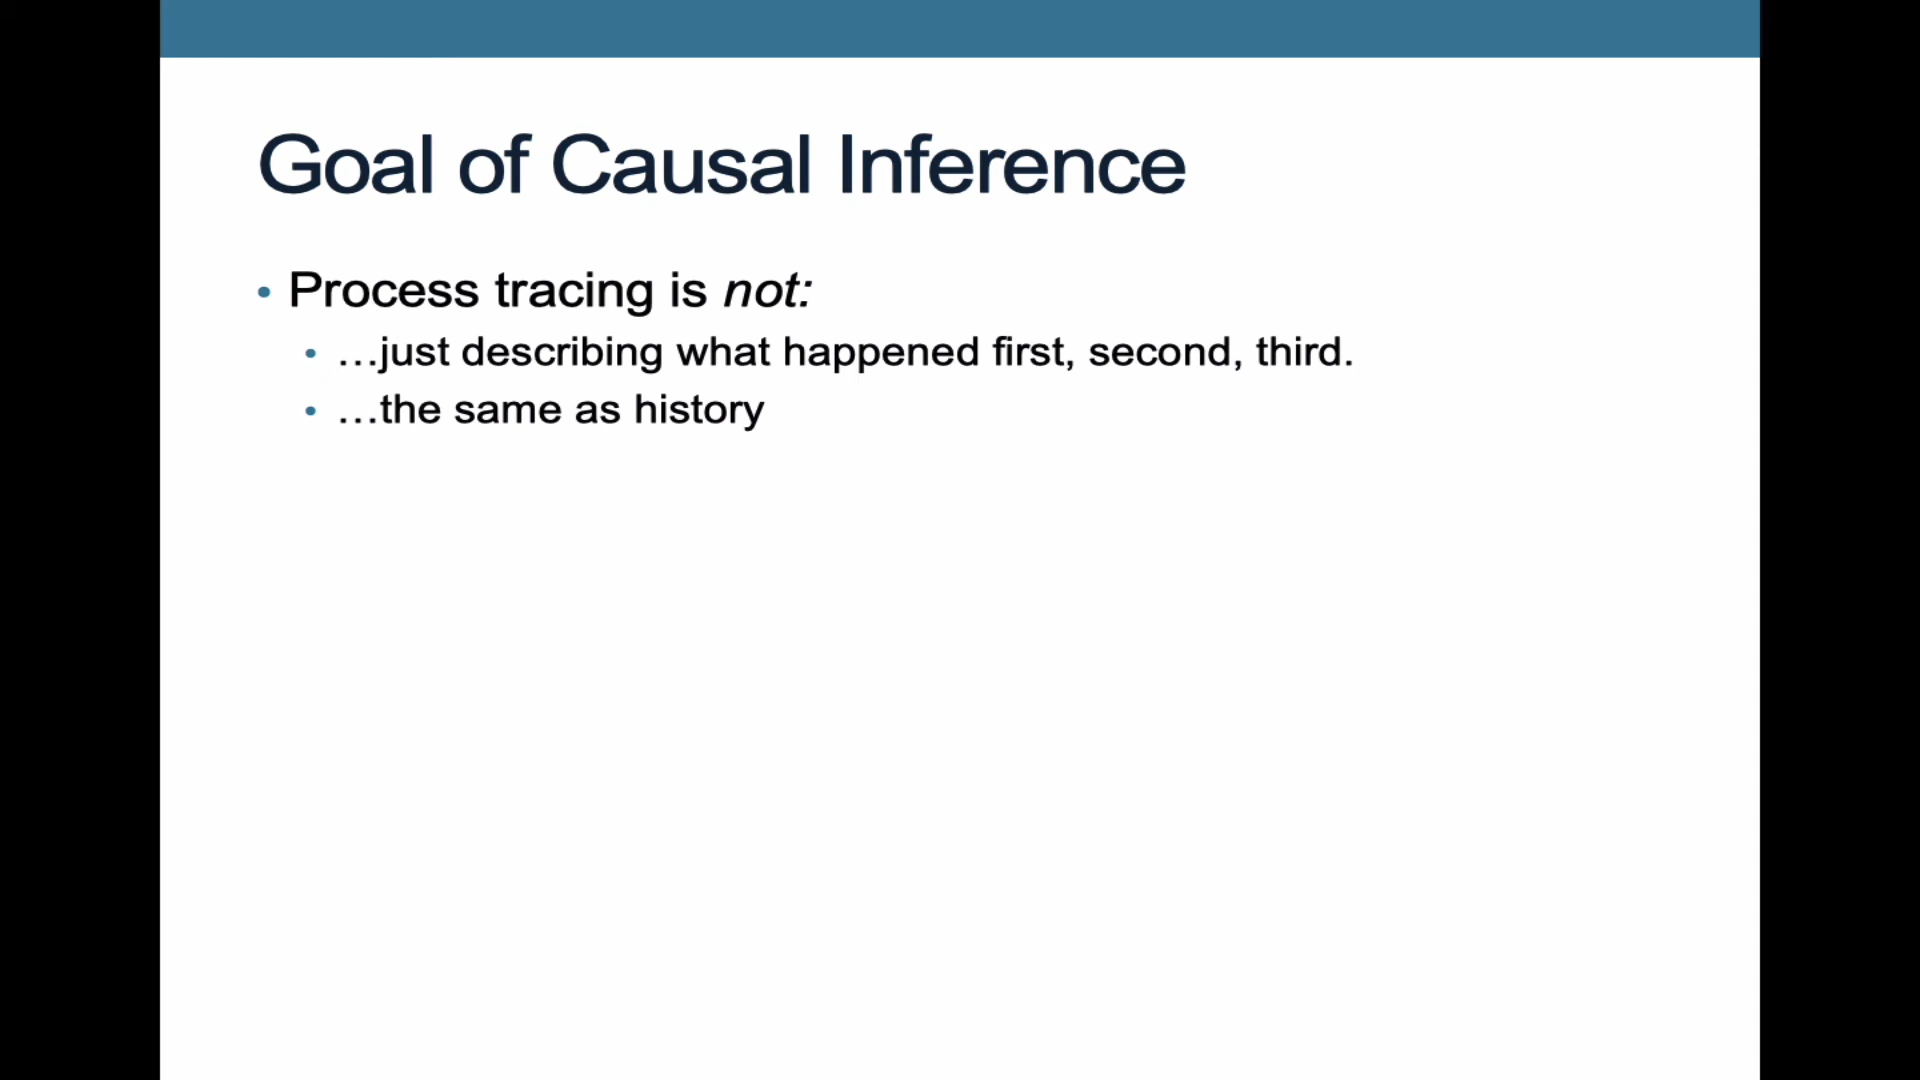 Goal of Causal Inference
• Process tracing is not:
• …just describing what happened first, second, third.
• …the same as history